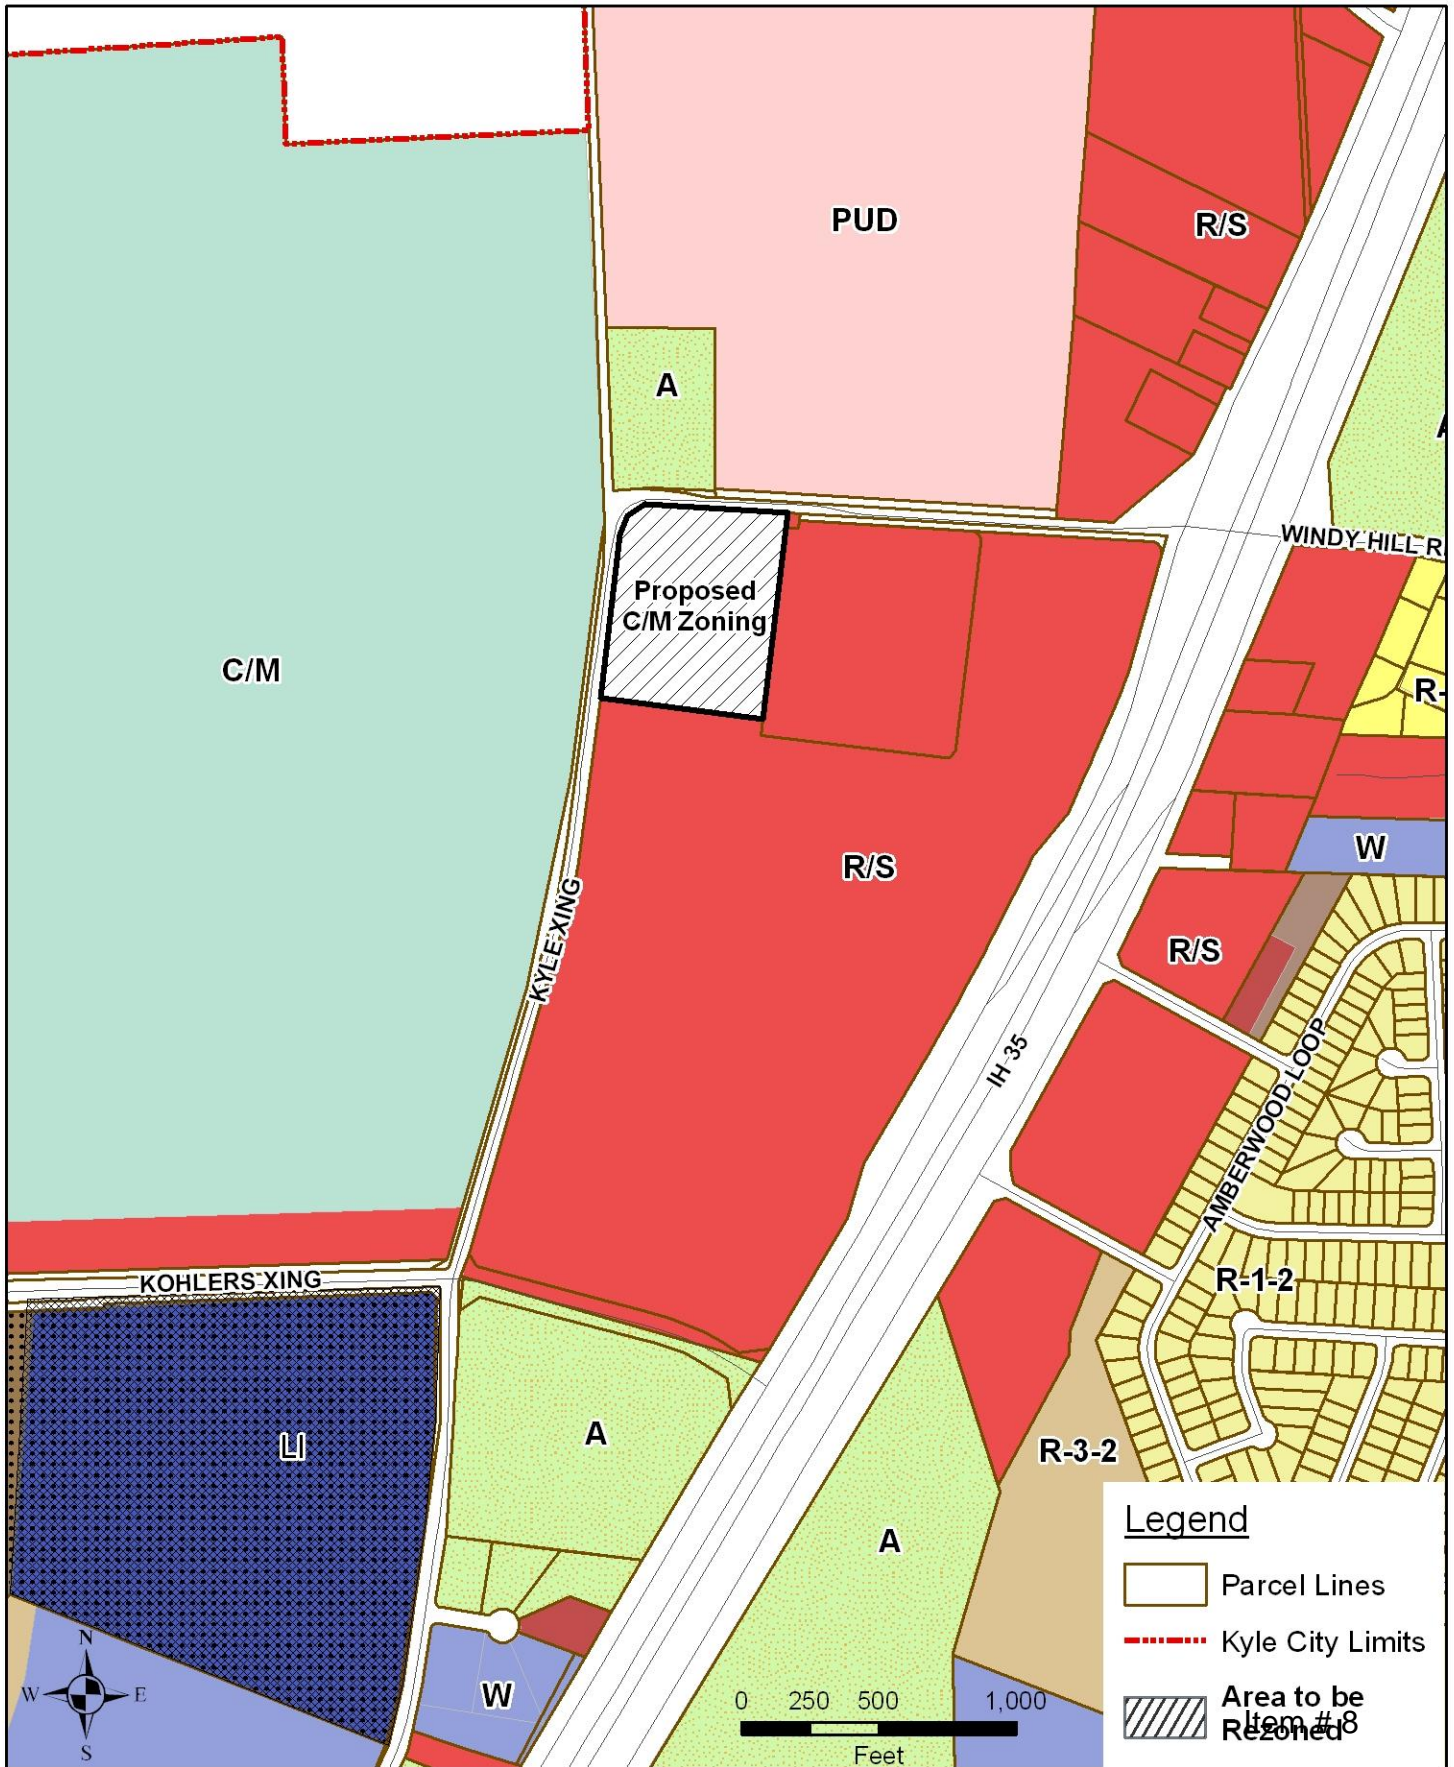 PUD
R/S
A
A
WINDY HILL R
Proposed
C/M Zoning
C/M
R-
W
R/S
R/S
KYLE XING
IH 35
AMBERWOOD LOOP
KOHLERS XING
R-1-2
LI
A
R-3-2
A
W
N
W E
S
0 250 500 1,000
Feet
Legend
Parcel Lines
Kyle City Limits
Area to be
Rezoned
Item # 8